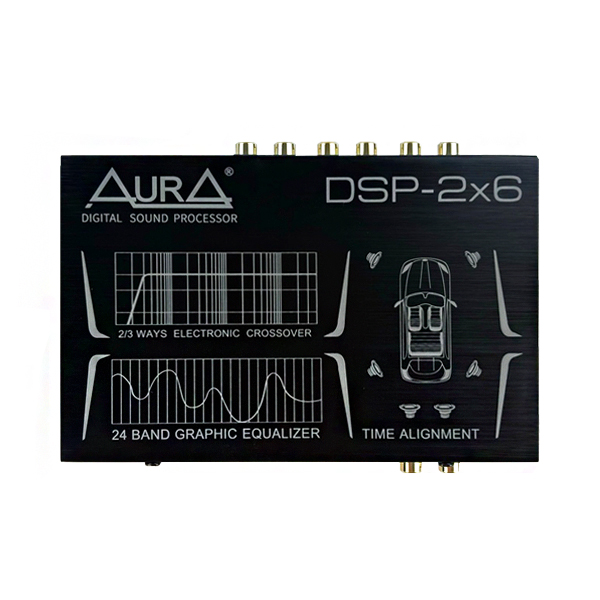 AURA®
DSP-2x6
DIGITAL SOUND PROCESSOR
2/3 WAYS ELECTRONIC CROSSOVER
24 BAND GRAPHIC EQUALIZER
TIME ALIGNMENT